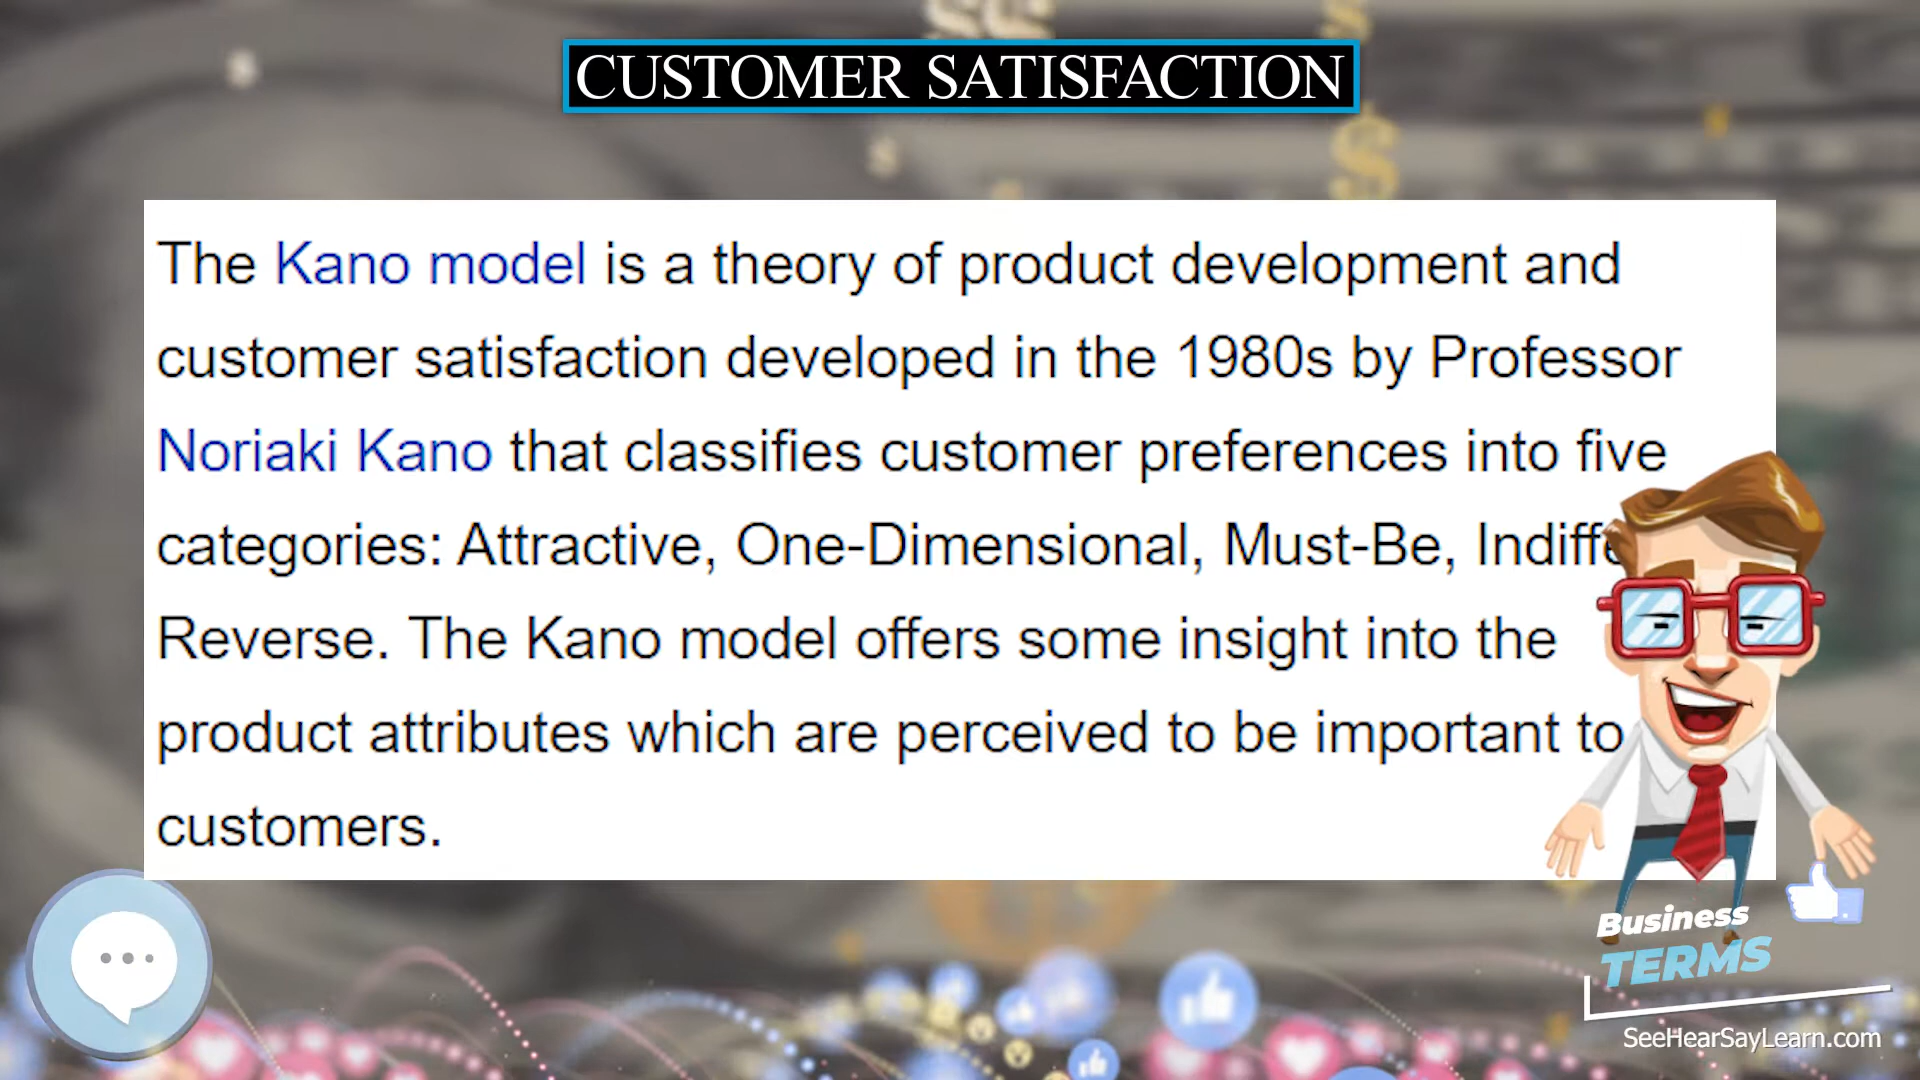 CUSTOMER SATISFACTION
The Kano model is a theory of product development and
customer satisfaction developed in the 1980s by Professor
Noriaki Kano that classifies customer preferences into five
categories: Attractive, One-Dimensional, Must-Be,
Reverse. The Kano model offers some insight into the
product attributes which are perceived to be important to
customers.
Business
TERMS
SeeHearSayLearn.com